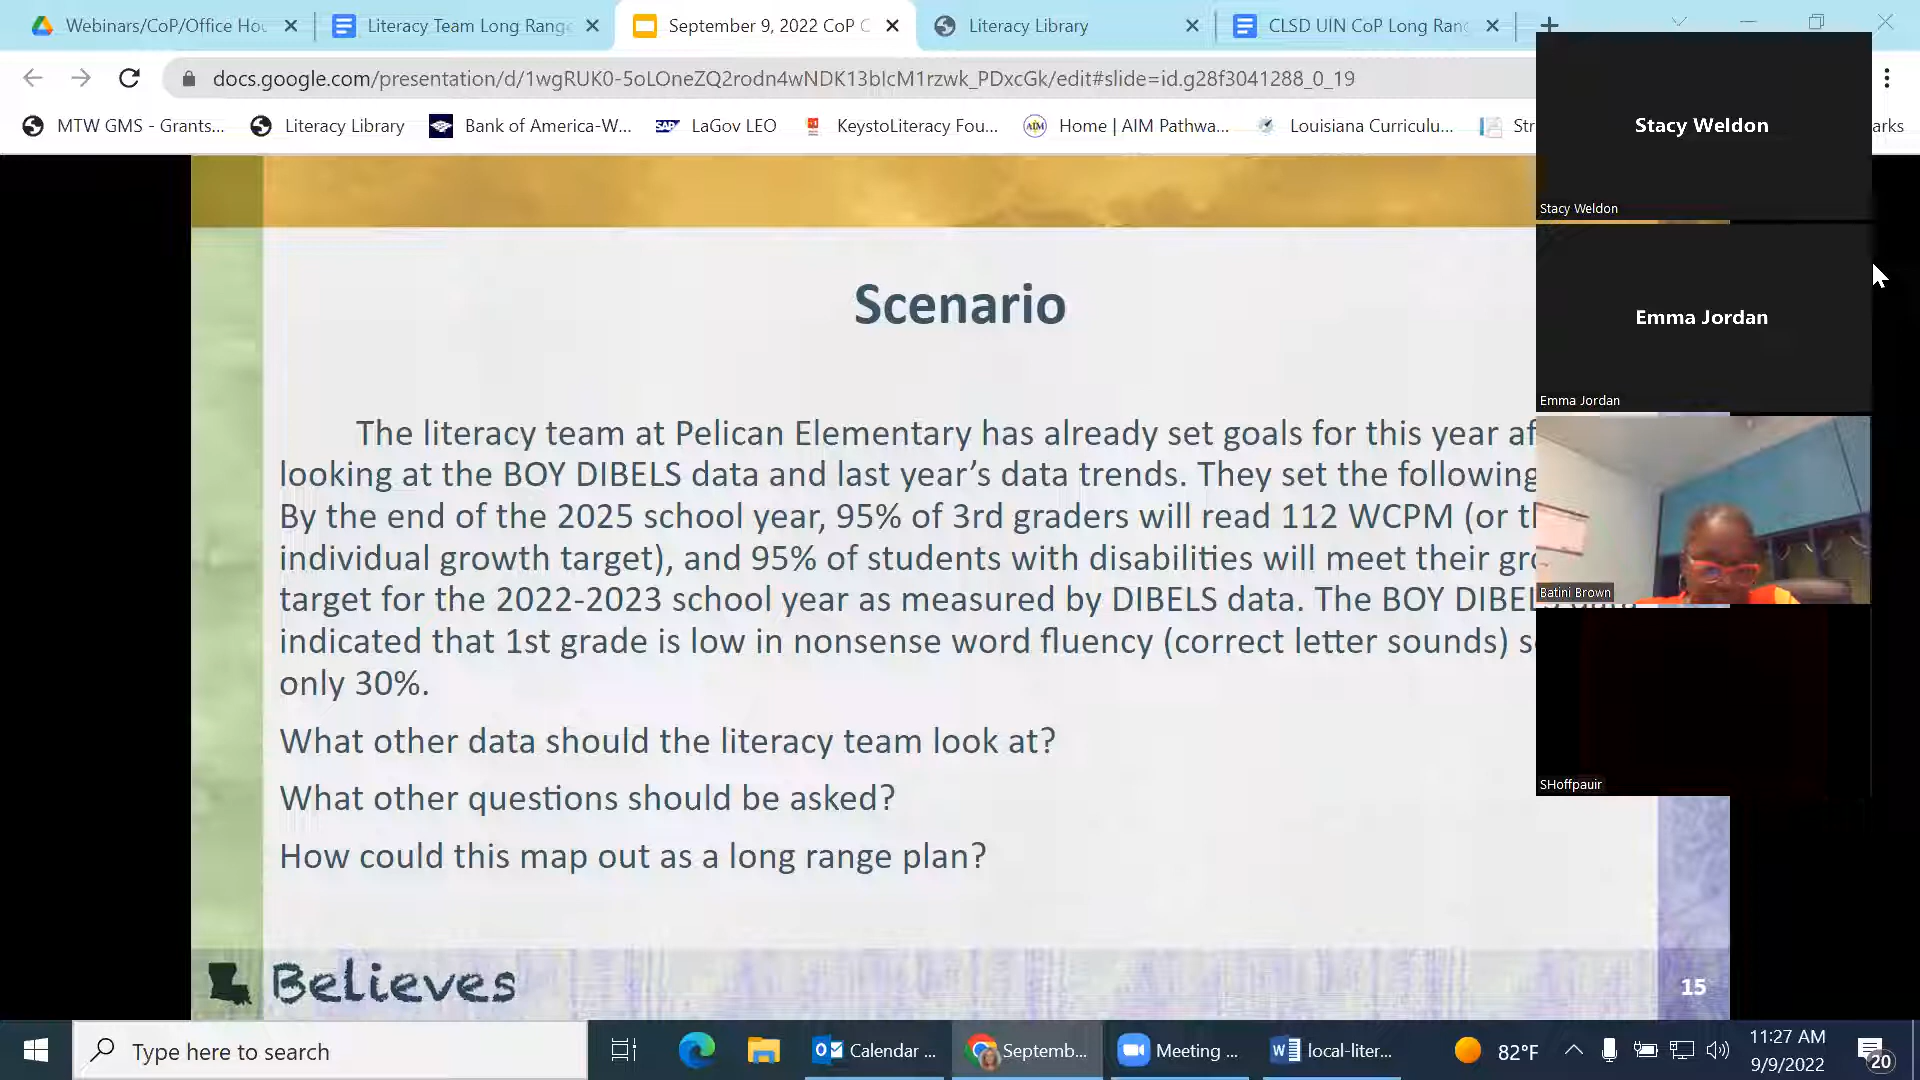 Webinars/CoP/Office Hou
Literacy Team Long Range
September 9, 2022 CoP C
Literacy Library
CLSD UIN CoP Long Rang
docs.google.com/presentation/d/1wgRUK0-5oLOneZQ2rodn4wNDK13bIcM1rzwk_PDxcGk/edit#slide=id.g28f3041288_0_19
MTW GMS - Grants...
Literacy Library
Bank of America-W...
LaGov LEO
KeystoLiteracy Fou...
Home | AIM Pathwa...
Louisiana Curriculu...
Str
arks
Stacy Weldon
Stacy Weldon
Emma Jordan
Emma Jordan
Batini Brown
SHoffpauir
Scenario
The literacy team at Pelican Elementary has already set goals for this year af
looking at the BOY DIBELS data and last year's data trends. They set the following
By the end of the 2025 school year, 95% of 3rd graders will read 112 WCPM (or th
individual growth target), and 95% of students with disabilities will meet their gro
target for the 2022-2023 school year as measured by DIBELS data. The BOY DIBELS data
indicated that 1st grade is low in nonsense word fluency (correct letter sounds) s
only 30%.
What other data should the literacy team look at?
What other questions should be asked?
How could this map out as a long range plan?
Believes
15
Type here to search
Calendar ...
Septemb...
Meeting ...
local-liter...
82°F
11:27 AM
9/9/2022
20